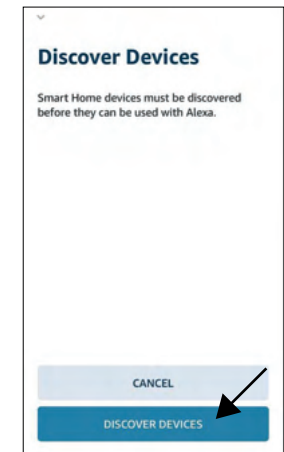 Discover Devices
Smart Home devices must be discovered
before they can be used with Alexa.
CANCEL
DISCOVER DEVICES